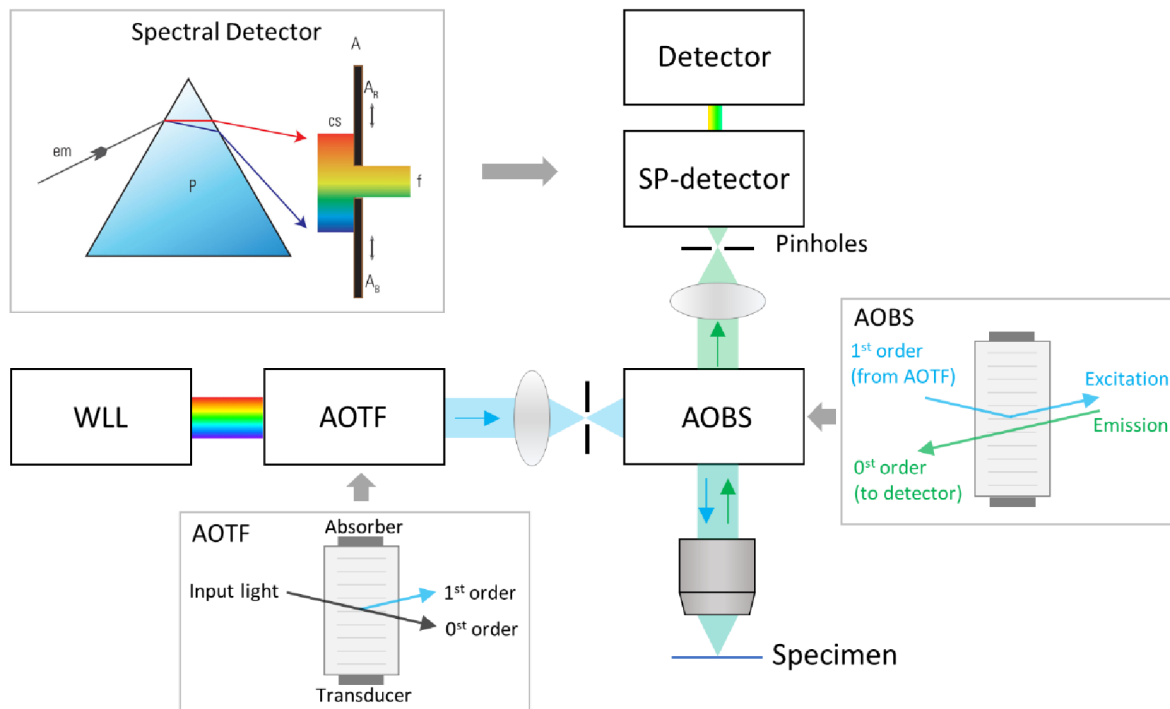 Spectral Detector
A
A_R
cs
em
P
f
A_B
Detector
SP-detector
Pinholes
AOBS
1st order
(from AOTF)
Excitation
Emission
0st order
(to detector)
WLL
AOTF
AOBS
AOTF
Absorber
Input light
1st order
0st order
Transducer
Specimen